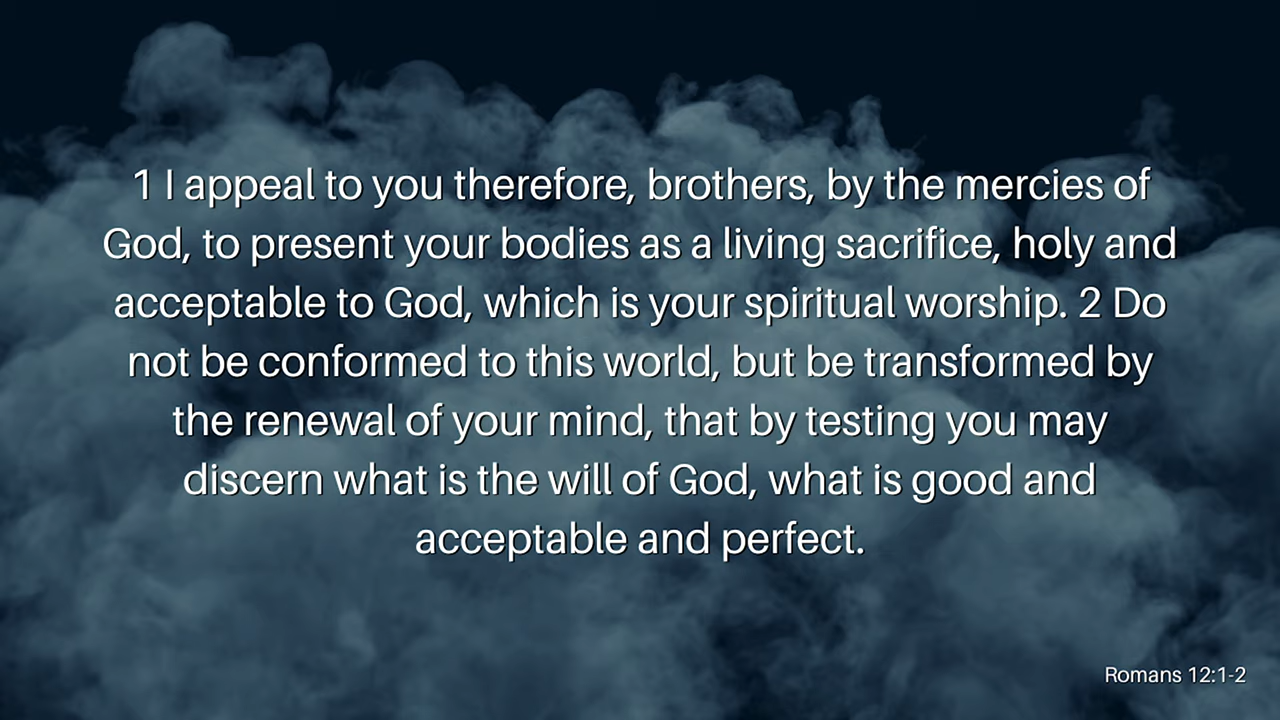 1 I appeal to you therefore, brothers, by the mercies of
God, to present your bodies as a living sacrifice, holy and
acceptable to God, which is your spiritual worship. 2 Do
not be conformed to this world, but be transformed by
the renewal of your mind, that by testing you may
discern what is the will of God, what is good and
acceptable and perfect.
Romans 12:1-2